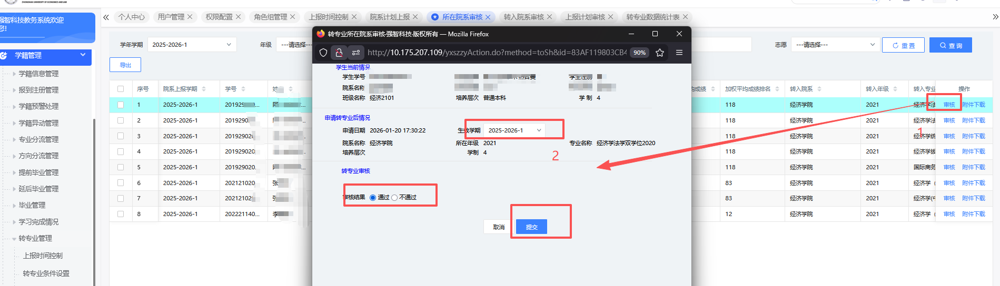 ZHONGNAN UNIVERSITY OF ECONOMICS AND LAW
强智科技教务系统欢迎
您!
个人中心
用户管理
权限配置
角色组管理
上报时间控制
院系计划上报
所在院系审核
转入院系审核
上报计划审核
转专业数据统计表
学年学期 2025-2026-1
年级 ---请选择---
志愿 ---请选择---
重置
查询
导出
学籍管理
学籍信息管理
报到注册管理
学籍预警处理
学籍异动管理
专业分流管理
方向分流管理
提前毕业管理
延后毕业管理
毕业管理
学习完成情况
转专业管理
上报时间控制
转专业条件设置
序号 院系上报学期 学号 姓 均成绩 加权平均成绩排名 转入院系 转入年级 转入专业 操作
1 2025-2026-1 201929 0... 阿 118 经济学院 2021 经济学法 审核 附件下载
2 2025-2026-1 2019290 118 经济学院 2021 经济学法 审核 附件下载
3 2025-2026-1 201929020 118 经济学院 2021 经济学统 审核 附件下载
4 2025-2026-1 201929020 118 经济学院 2021 经济学拔 审核 附件下载
5 2025-2026-1 201929020. 118 经济学院 2021 国际商务 审核 附件下载
6 2025-2026-1 202121020 张 83 经济学院 2021 经济学（ 审核 附件下载
7 2025-2026-1 20212102 张 83 经济学院 2021 经济学(中 审核 附件下载
8 2025-2026-1 202221140... 李 12 经济学院 2021 经济学（ 审核 附件下载
转专业所在院系审核-强智科技-版权所有 — Mozilla Firefox
http://10.175.207.109/yxszzyAction.do?method=toSh&id=83AF119803CB4
90%
学生当前情况
学生学号
学生性别
院系名称
班级名称 经济2101 培养层次 普通本科 学 制 4
申请转专业后情况
申请日期 2026-01-20 17:30:22 生效学期 2025-2026-1
院系名称 经济学院 所在年级 2021 专业名称 经济学法学双学位2020
培养层次 学制 4
转专业审核
审核结果 通过 不通过
取消
提交
1
2